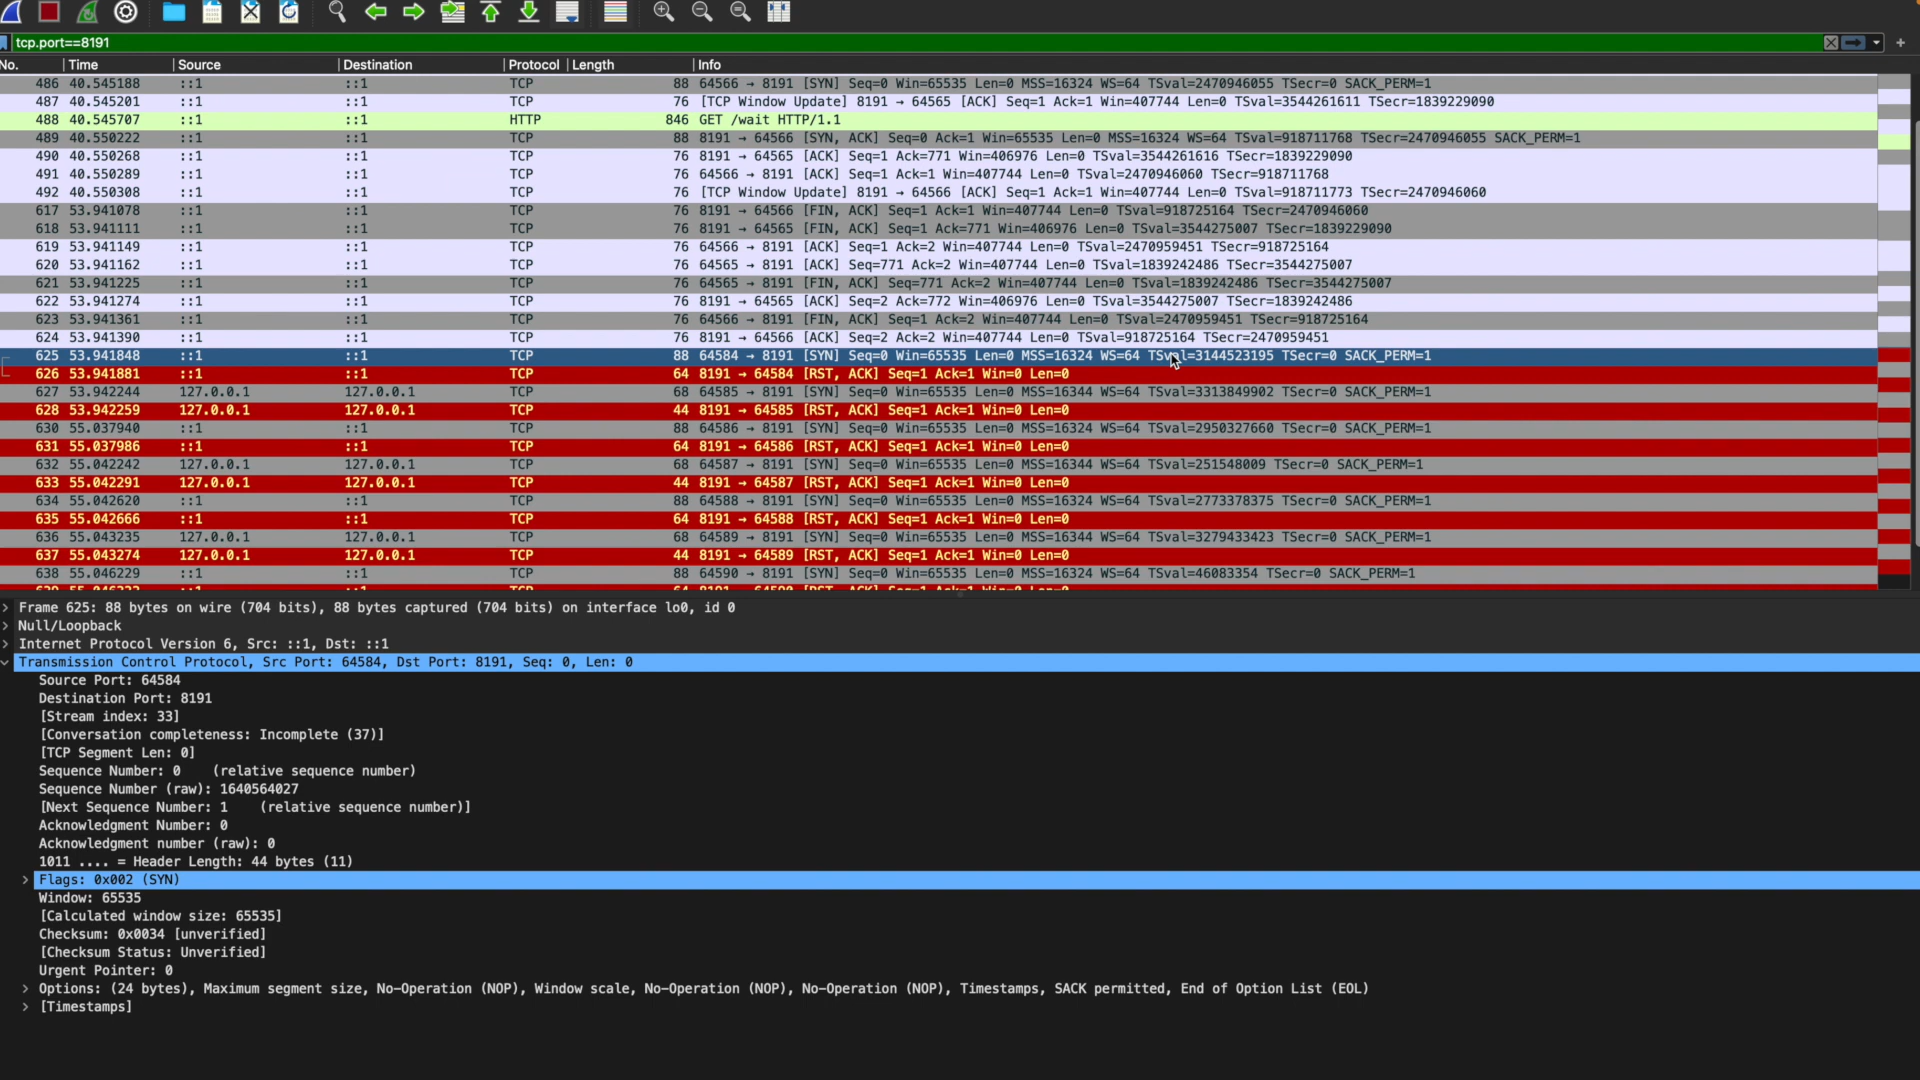 tcp.port==8191
No. Time Source Destination Protocol Length Info
486 40.545188 ::1 ::1 TCP 88 64566 → 8191 [SYN] Seq=0 Win=65535 Len=0 MSS=16324 WS=64 TSval=2470946055 TSecr=0 SACK_PERM=1
487 40.545201 ::1 ::1 TCP 76 [TCP Window Update] 8191 → 64565 [ACK] Seq=1 Ack=1 Win=407744 Len=0 TSval=3544261611 TSecr=1839229090
488 40.545707 ::1 ::1 HTTP 846 GET /wait HTTP/1.1
489 40.550222 ::1 ::1 TCP 88 8191 → 64566 [SYN, ACK] Seq=0 Ack=1 Win=65535 Len=0 MSS=16324 WS=64 TSval=918711768 TSecr=2470946055 SACK_PERM=1
490 40.550268 ::1 ::1 TCP 76 8191 → 64565 [ACK] Seq=1 Ack=771 Win=406976 Len=0 TSval=3544261616 TSecr=1839229090
491 40.550289 ::1 ::1 TCP 76 64566 → 8191 [ACK] Seq=1 Ack=1 Win=407744 Len=0 TSval=2470946060 TSecr=918711768
492 40.550308 ::1 ::1 TCP 76 [TCP Window Update] 8191 → 64566 [ACK] Seq=1 Ack=1 Win=407744 Len=0 TSval=918711773 TSecr=2470946060
617 53.941078 ::1 ::1 TCP 76 8191 → 64566 [FIN, ACK] Seq=1 Ack=1 Win=407744 Len=0 TSval=918725164 TSecr=2470946060
618 53.941111 ::1 ::1 TCP 76 8191 → 64565 [FIN, ACK] Seq=1 Ack=771 Win=406976 Len=0 TSval=3544275007 TSecr=1839229090
619 53.941149 ::1 ::1 TCP 76 64566 → 8191 [ACK] Seq=1 Ack=2 Win=407744 Len=0 TSval=2470959451 TSecr=918725164
620 53.941162 ::1 ::1 TCP 76 64565 → 8191 [ACK] Seq=771 Ack=2 Win=407744 Len=0 TSval=1839242486 TSecr=3544275007
621 53.941225 ::1 ::1 TCP 76 64565 → 8191 [FIN, ACK] Seq=771 Ack=2 Win=407744 Len=0 TSval=1839242486 TSecr=3544275007
622 53.941274 ::1 ::1 TCP 76 8191 → 64565 [ACK] Seq=2 Ack=772 Win=406976 Len=0 TSval=3544275007 TSecr=1839242486
623 53.941361 ::1 ::1 TCP 76 64566 → 8191 [FIN, ACK] Seq=1 Ack=2 Win=407744 Len=0 TSval=2470959451 TSecr=918725164
624 53.941390 ::1 ::1 TCP 76 8191 → 64566 [ACK] Seq=2 Ack=2 Win=407744 Len=0 TSval=918725164 TSecr=2470959451
625 53.941848 ::1 ::1 TCP 88 64584 → 8191 [SYN] Seq=0 Win=65535 Len=0 MSS=16324 WS=64 TSval=3144523195 TSecr=0 SACK_PERM=1
626 53.941881 ::1 ::1 TCP 64 8191 → 64584 [RST, ACK] Seq=1 Ack=1 Win=0 Len=0
627 53.942244 127.0.0.1 127.0.0.1 TCP 68 64585 → 8191 [SYN] Seq=0 Win=65535 Len=0 MSS=16344 WS=64 TSval=3313849902 TSecr=0 SACK_PERM=1
628 53.942259 127.0.0.1 127.0.0.1 TCP 44 8191 → 64585 [RST, ACK] Seq=1 Ack=1 Win=0 Len=0
630 55.037940 ::1 ::1 TCP 88 64586 → 8191 [SYN] Seq=0 Win=65535 Len=0 MSS=16324 WS=64 TSval=2950327660 TSecr=0 SACK_PERM=1
631 55.037986 ::1 ::1 TCP 64 8191 → 64586 [RST, ACK] Seq=1 Ack=1 Win=0 Len=0
632 55.042242 127.0.0.1 127.0.0.1 TCP 68 64587 → 8191 [SYN] Seq=0 Win=65535 Len=0 MSS=16344 WS=64 TSval=251548009 TSecr=0 SACK_PERM=1
633 55.042291 127.0.0.1 127.0.0.1 TCP 44 8191 → 64587 [RST, ACK] Seq=1 Ack=1 Win=0 Len=0
634 55.042620 ::1 ::1 TCP 88 64588 → 8191 [SYN] Seq=0 Win=65535 Len=0 MSS=16324 WS=64 TSval=2773378375 TSecr=0 SACK_PERM=1
635 55.042666 ::1 ::1 TCP 64 8191 → 64588 [RST, ACK] Seq=1 Ack=1 Win=0 Len=0
636 55.043235 127.0.0.1 127.0.0.1 TCP 68 64589 → 8191 [SYN] Seq=0 Win=65535 Len=0 MSS=16344 WS=64 TSval=3279433423 TSecr=0 SACK_PERM=1
637 55.043274 127.0.0.1 127.0.0.1 TCP 44 8191 → 64589 [RST, ACK] Seq=1 Ack=1 Win=0 Len=0
638 55.046229 ::1 ::1 TCP 88 64590 → 8191 [SYN] Seq=0 Win=65535 Len=0 MSS=16324 WS=64 TSval=46083354 TSecr=0 SACK_PERM=1
Frame 625: 88 bytes on wire (704 bits), 88 bytes captured (704 bits) on interface lo0, id 0
Null/Loopback
Internet Protocol Version 6, Src: ::1, Dst: ::1
Transmission Control Protocol, Src Port: 64584, Dst Port: 8191, Seq: 0, Len: 0
Source Port: 64584
Destination Port: 8191
[Stream index: 33]
[Conversation completeness: Incomplete (37)]
[TCP Segment Len: 0]
Sequence Number: 0 (relative sequence number)
Sequence Number (raw): 1640564027
[Next Sequence Number: 1 (relative sequence number)]
Acknowledgment Number: 0
Acknowledgment number (raw): 0
1011 .... = Header Length: 44 bytes (11)
Flags: 0x002 (SYN)
Window: 65535
[Calculated window size: 65535]
Checksum: 0x0034 [unverified]
[Checksum Status: Unverified]
Urgent Pointer: 0
Options: (24 bytes), Maximum segment size, No-Operation (NOP), Window scale, No-Operation (NOP), No-Operation (NOP), Timestamps, SACK permitted, End of Option List (EOL)
[Timestamps]